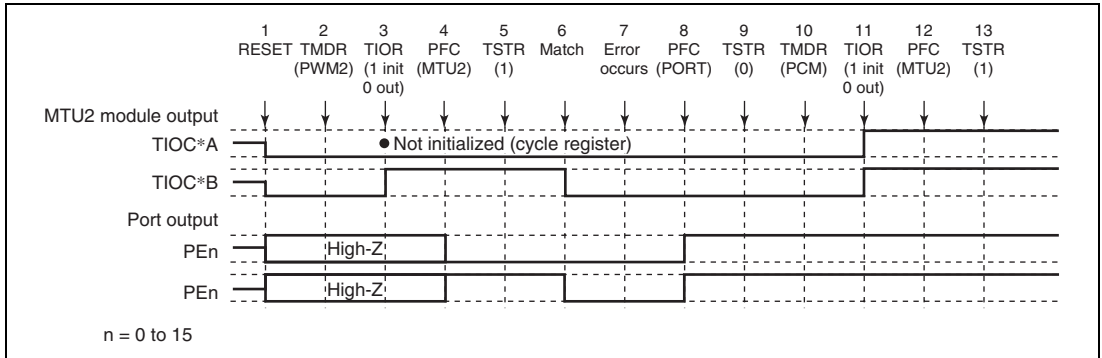 1 2 3 4 5 6 7 8 9 10 11 12 13
RESET TMDR TIOR PFC TSTR Match Error PFC TSTR TMDR TIOR PFC TSTR
(PWM2) (1 init (MTU2) (1) occurs (PORT) (0) (PCM) (1 init (MTU2) (1)
0 out) 0 out)
MTU2 module output
TIOC*A
● Not initialized (cycle register)
TIOC*B
Port output
PEn
High-Z
PEn
High-Z
n = 0 to 15